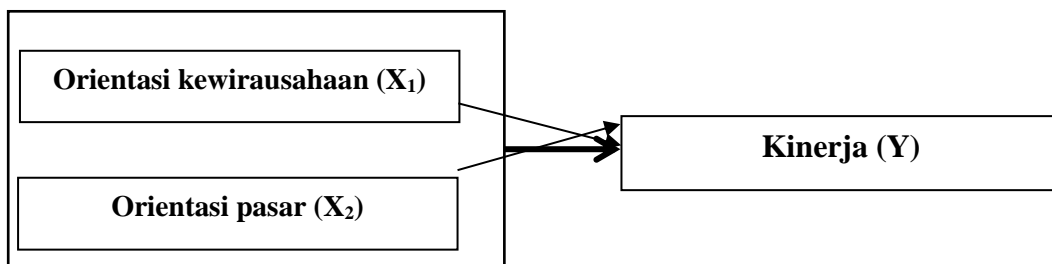 Orientasi kewirausahaan (X₁)
Kinerja (Y)
Orientasi pasar (X₂)